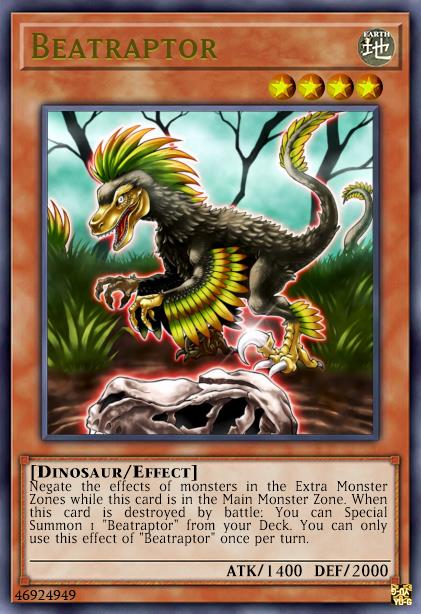 Beatraptor
EARTH
地
[Dinosaur/Effect]
Negate the effects of monsters in the Extra Monster
Zones while this card is in the Main Monster Zone. When
this card is destroyed by battle: You can Special
Summon 1 "Beatraptor" from your Deck. You can only
use this effect of "Beatraptor" once per turn.
ATK/1400 DEF/2000
46924949